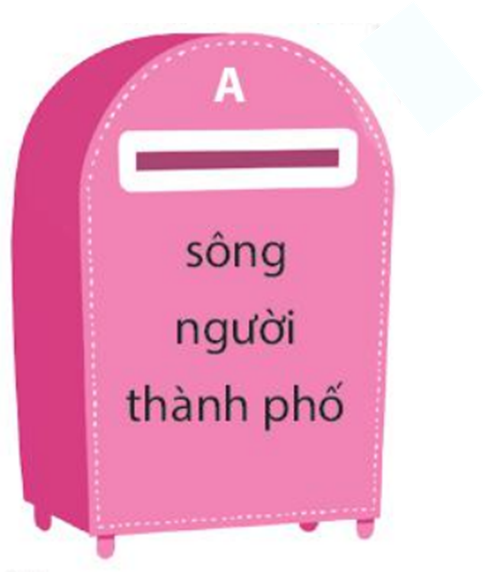 A
sông
người
thành phố